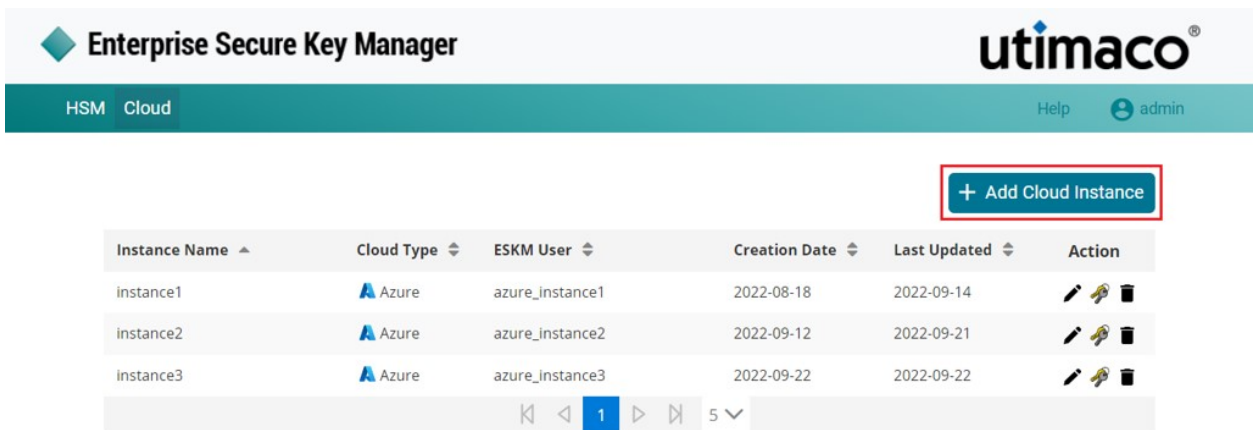 Enterprise Secure Key Manager
utimaco®
HSM Cloud Help admin
+ Add Cloud Instance
Instance Name Cloud Type ESKM User Creation Date Last Updated Action
instance1 Azure azure_instance1 2022-08-18 2022-09-14
instance2 Azure azure_instance2 2022-09-12 2022-09-21
instance3 Azure azure_instance3 2022-09-22 2022-09-22
1 5